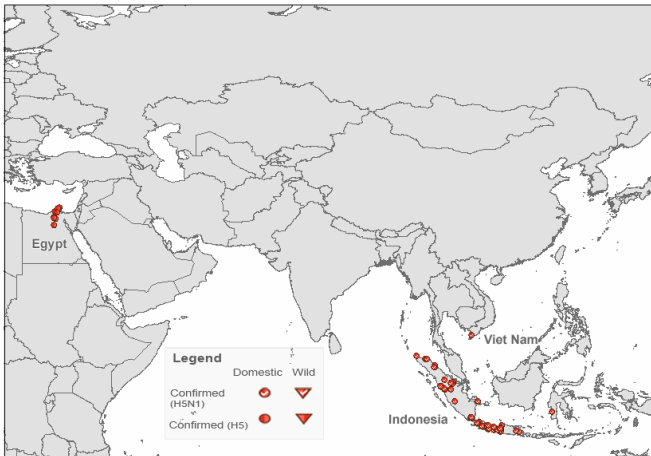 Egypt
Viet Nam
Indonesia
Legend
Domestic Wild
Confirmed
(H5N1)
Confirmed (H5)